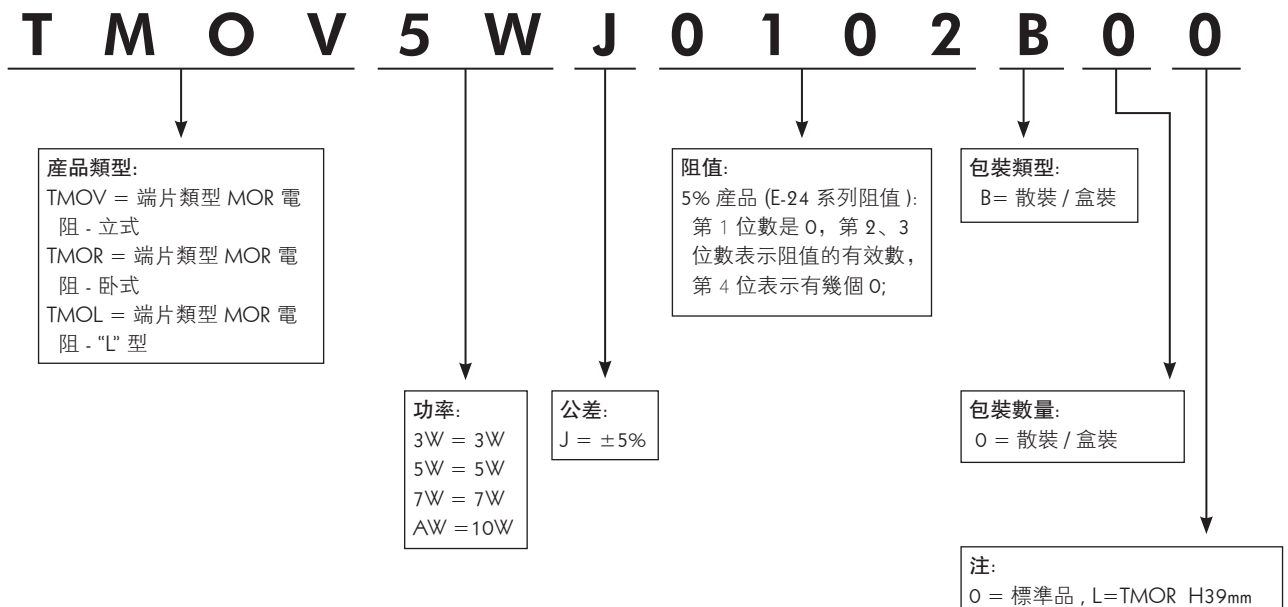 T M O V 5 W J 0 1 0 2 B 0 0
産品類型:
TMOV = 端片類型 MOR 電
阻 - 立式
TMOR = 端片類型 MOR 電
阻 - 卧式
TMOL = 端片類型 MOR 電
阻 - “L” 型
阻值:
5% 産品 (E-24 系列阻值 ):
第 1 位數是 0，第 2、3
位數表示阻值的有效數，
第 4 位表示有幾個 0;
包裝類型:
B= 散裝 / 盒裝
功率:
3W = 3W
5W = 5W
7W = 7W
AW =10W
公差:
J = ±5%
包裝數量:
0 = 散裝 / 盒裝
注:
0 = 標準品 , L=TMOR H39mm